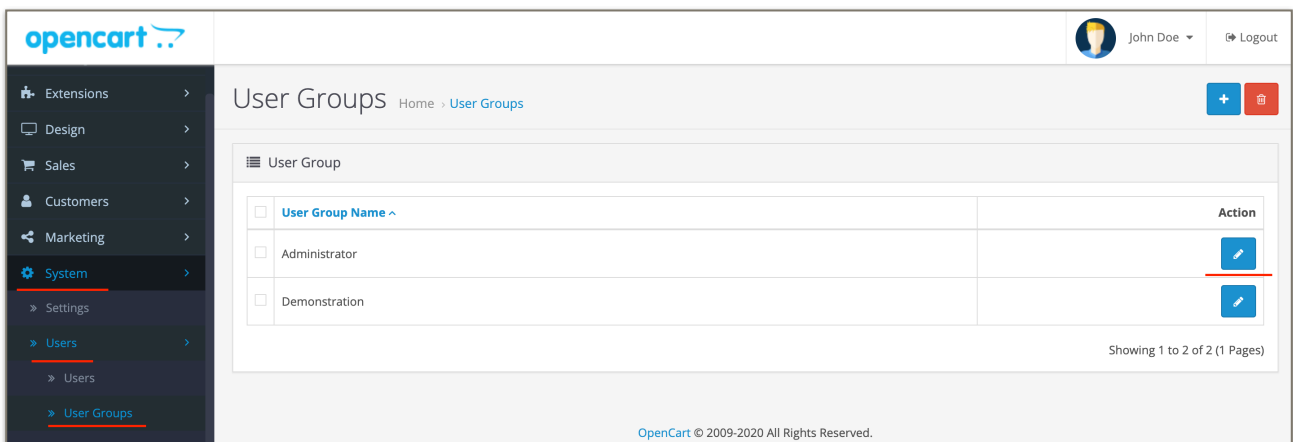 opencart
John Doe
Logout
Extensions
Design
Sales
Customers
Marketing
System
Settings
Users
Users
User Groups
User Groups
Home › User Groups
User Group
User Group Name
Action
Administrator
Demonstration
Showing 1 to 2 of 2 (1 Pages)
OpenCart © 2009-2020 All Rights Reserved.